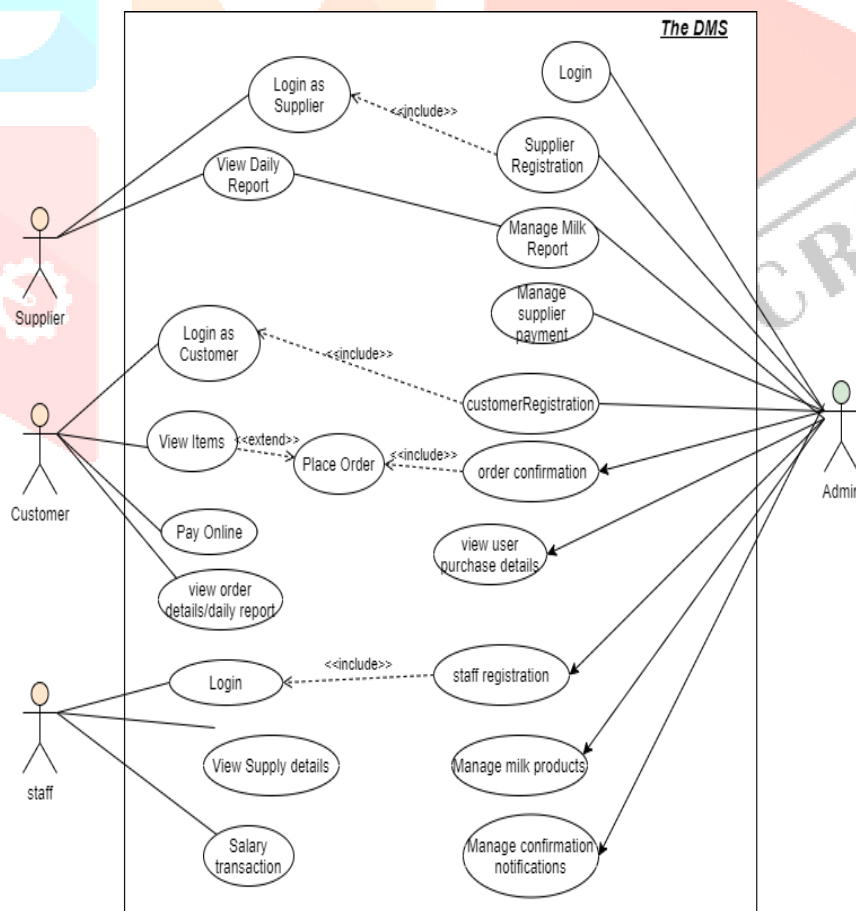 The DMS
Login as
Supplier
Login
<<include>>
Supplier
Registration
View Daily
Report
Manage Milk
Report
Supplier
Manage
supplier
payment
Login as
Customer
<<include>>
customerRegistration
View Items
<<extend>>
Place Order
<<include>>
order confirmation
Customer
Admin
Pay Online
view user
purchase details
view order
details/daily report
Login
<<include>>
staff registration
View Supply details
Manage milk products
staff
Salary
transaction
Manage confirmation
notifications